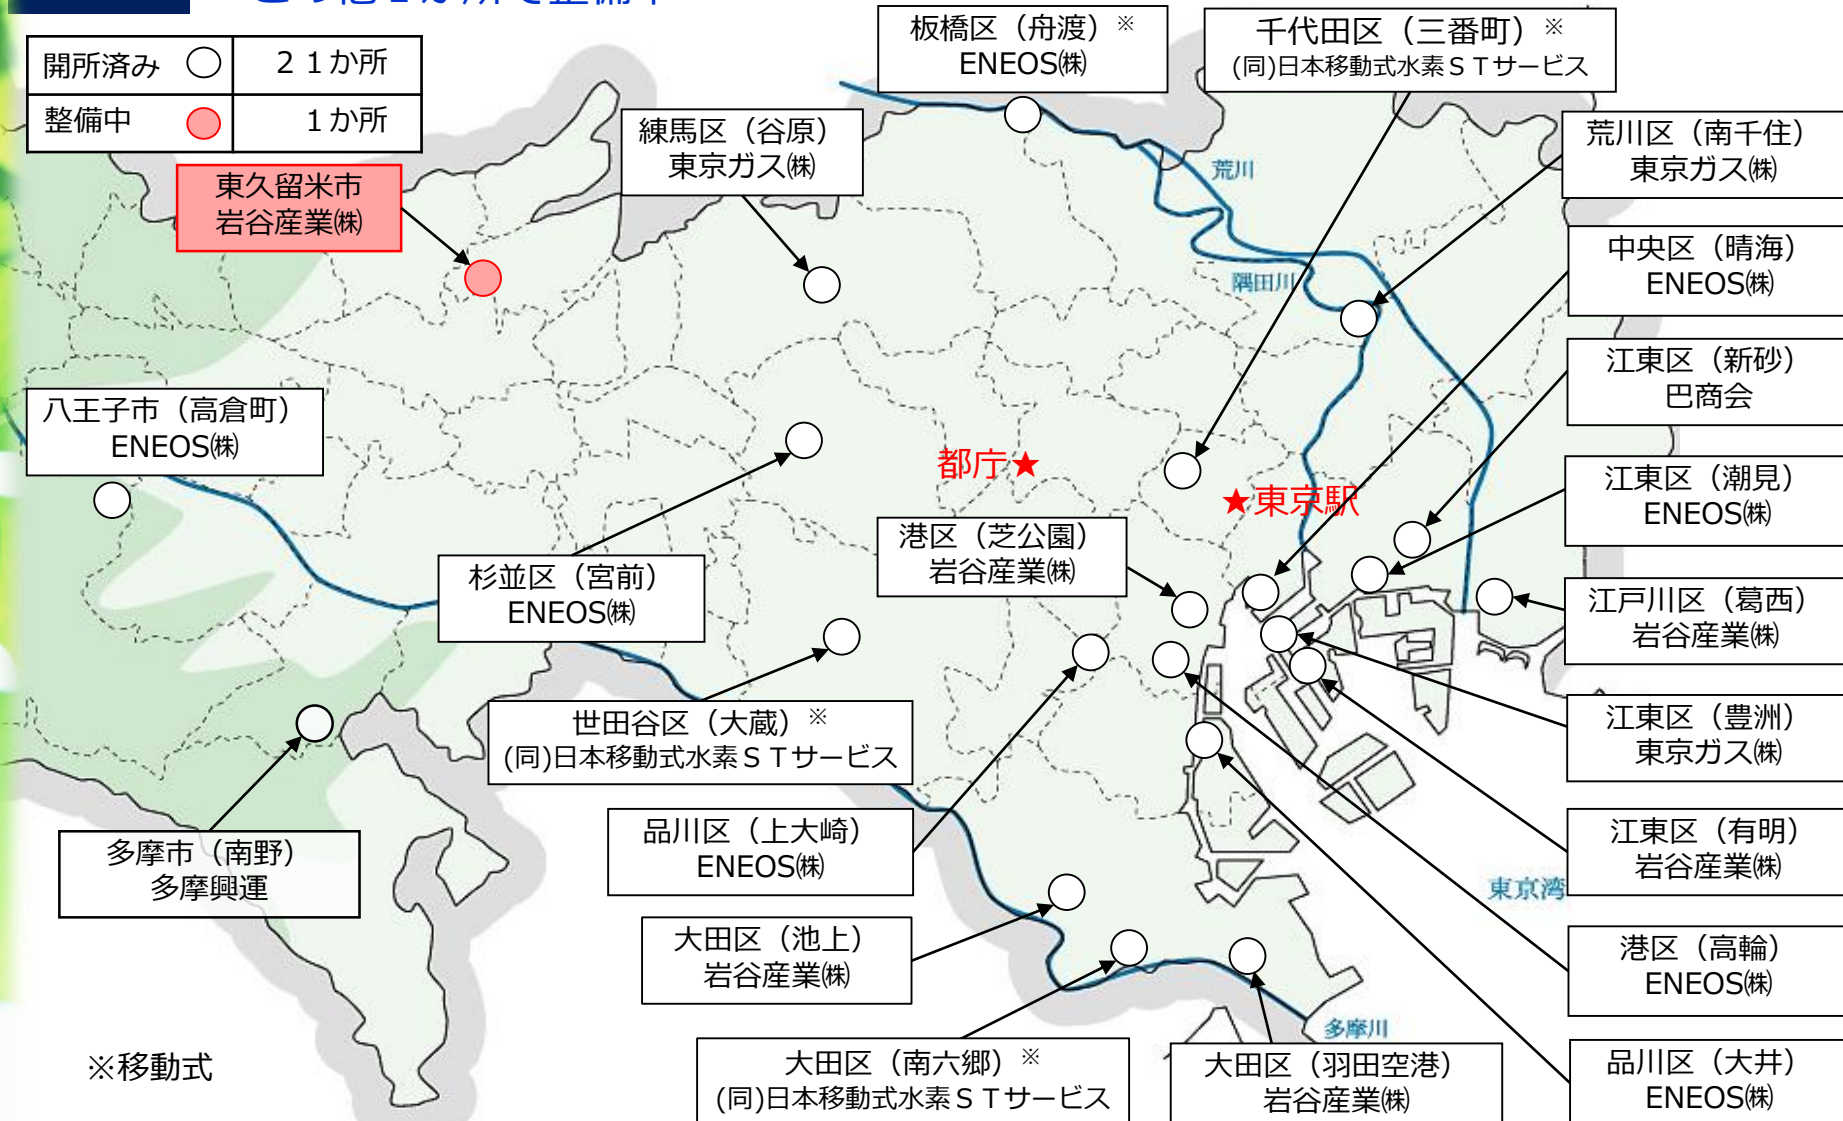 開所済み ２１か所
整備中 １か所
板橋区（舟渡）※
ENEOS㈱
千代田区（三番町）※
(同)日本移動式水素ＳＴサービス
練馬区（谷原）
東京ガス㈱
荒川区（南千住）
東京ガス㈱
東久留米市
岩谷産業㈱
荒川
隅田川
中央区（晴海）
ENEOS㈱
江東区（新砂）
巴商会
八王子市（高倉町）
ENEOS㈱
都庁★
★東京駅
江東区（潮見）
ENEOS㈱
港区（芝公園）
岩谷産業㈱
杉並区（宮前）
ENEOS㈱
江戸川区（葛西）
岩谷産業㈱
世田谷区（大蔵）※
(同)日本移動式水素ＳＴサービス
江東区（豊洲）
東京ガス㈱
品川区（上大崎）
ENEOS㈱
江東区（有明）
岩谷産業㈱
多摩市（南野）
多摩興運
東京湾
大田区（池上）
岩谷産業㈱
港区（高輪）
ENEOS㈱
多摩川
※移動式
大田区（南六郷）※
(同)日本移動式水素ＳＴサービス
大田区（羽田空港）
岩谷産業㈱
品川区（大井）
ENEOS㈱